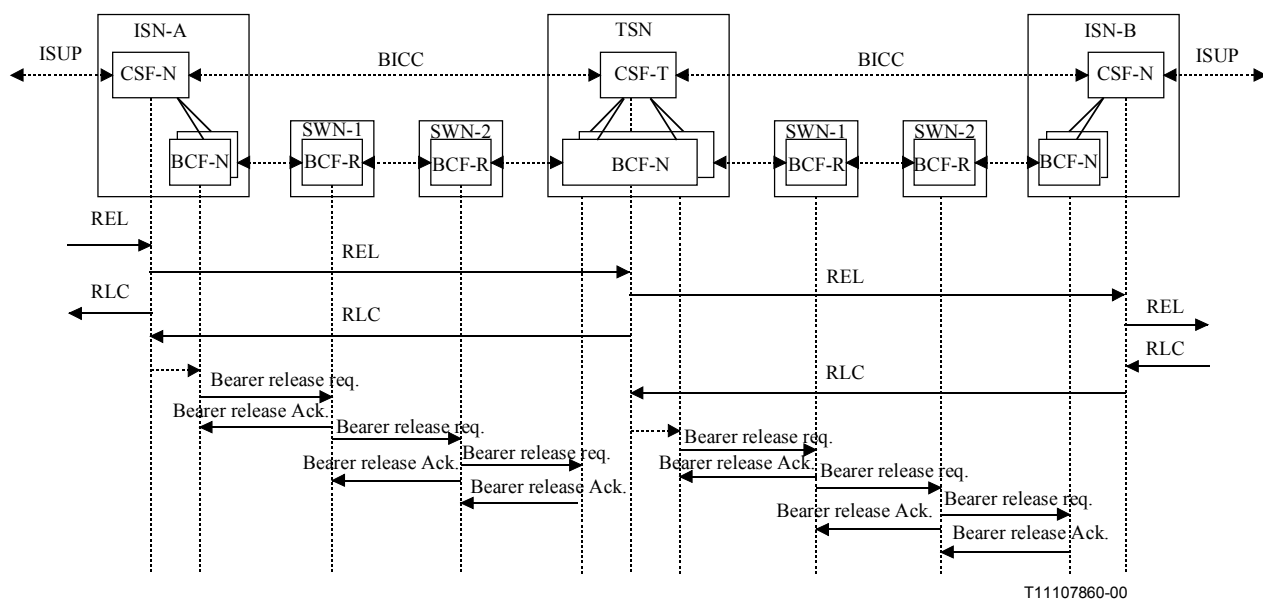 ISN-A
TSN
ISN-B
ISUP
CSF-N
BICC
CSF-T
BICC
CSF-N
ISUP
SWN-1
SWN-2
SWN-1
SWN-2
BCF-N
BCF-R
BCF-R
BCF-N
BCF-R
BCF-R
BCF-N
REL
REL
REL
RLC
RLC
REL
RLC
RLC
Bearer release req.
Bearer release Ack.
Bearer release req.
Bearer release req.
Bearer release Ack.
Bearer release req.
Bearer release Ack.
Bearer release req.
Bearer release Ack.
Bearer release req.
Bearer release Ack.
Bearer release Ack.
T11107860-00